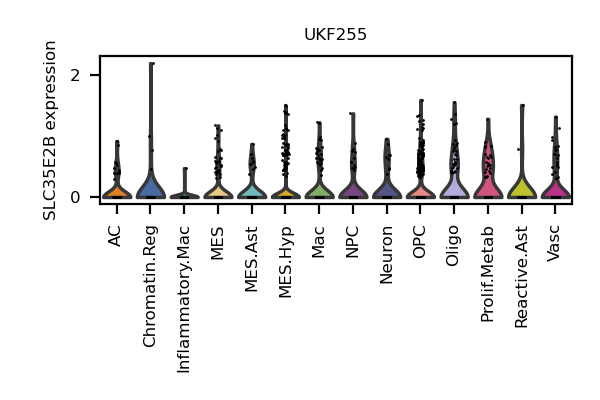 UKF255
SLC35E2B expression
2
0
AC
Chromatin.Reg
Inflammatory.Mac
MES
MES.Ast
MES.Hyp
Mac
NPC
Neuron
OPC
Oligo
Prolif.Metab
Reactive.Ast
Vasc